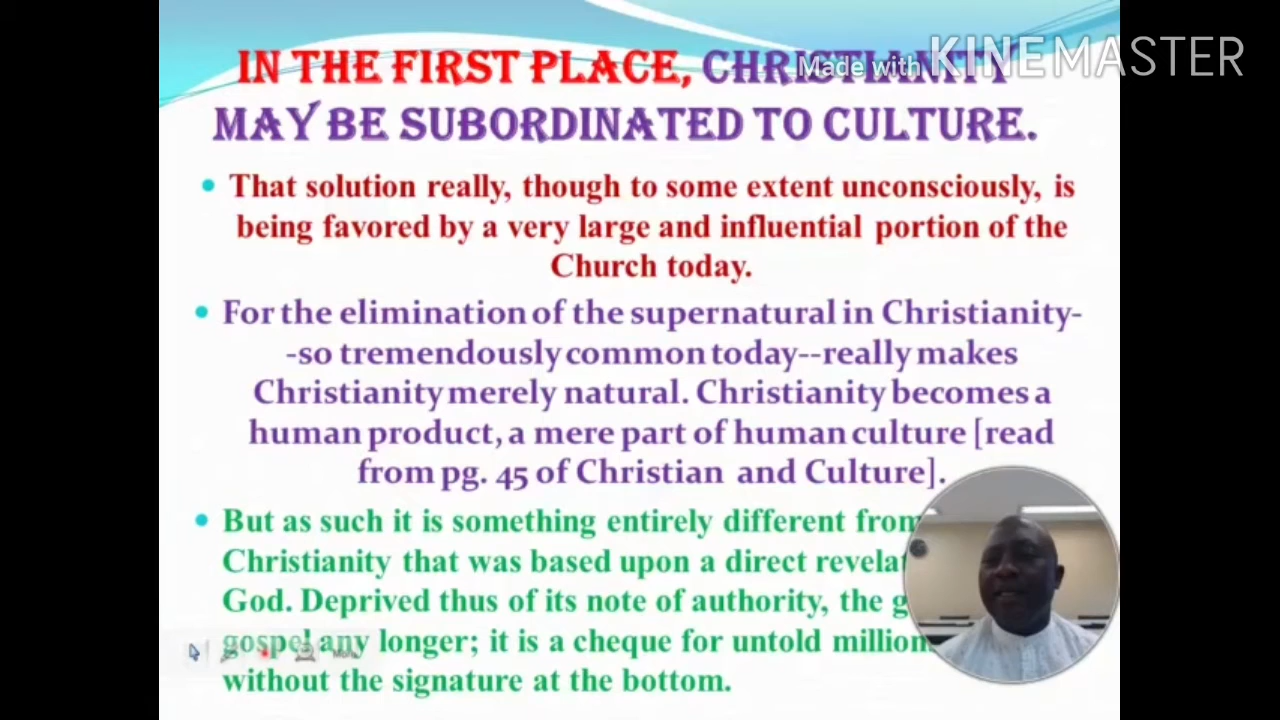 IN THE FIRST PLACE, CHRISTIANITY
Made with KINEMASTER
MAY BE SUBORDINATED TO CULTURE.
• That solution really, though to some extent unconsciously, is
being favored by a very large and influential portion of the
Church today.
• For the elimination of the supernatural in Christianity-
-so tremendously common today--really makes
Christianity merely natural. Christianity becomes a
human product, a mere part of human culture [read
from pg. 45 of Christian and Culture].
• But as such it is something entirely different from
Christianity that was based upon a direct
God. Deprived thus of its note of authority, the
gospel any longer; it is a cheque for untold
without the signature at the bottom.